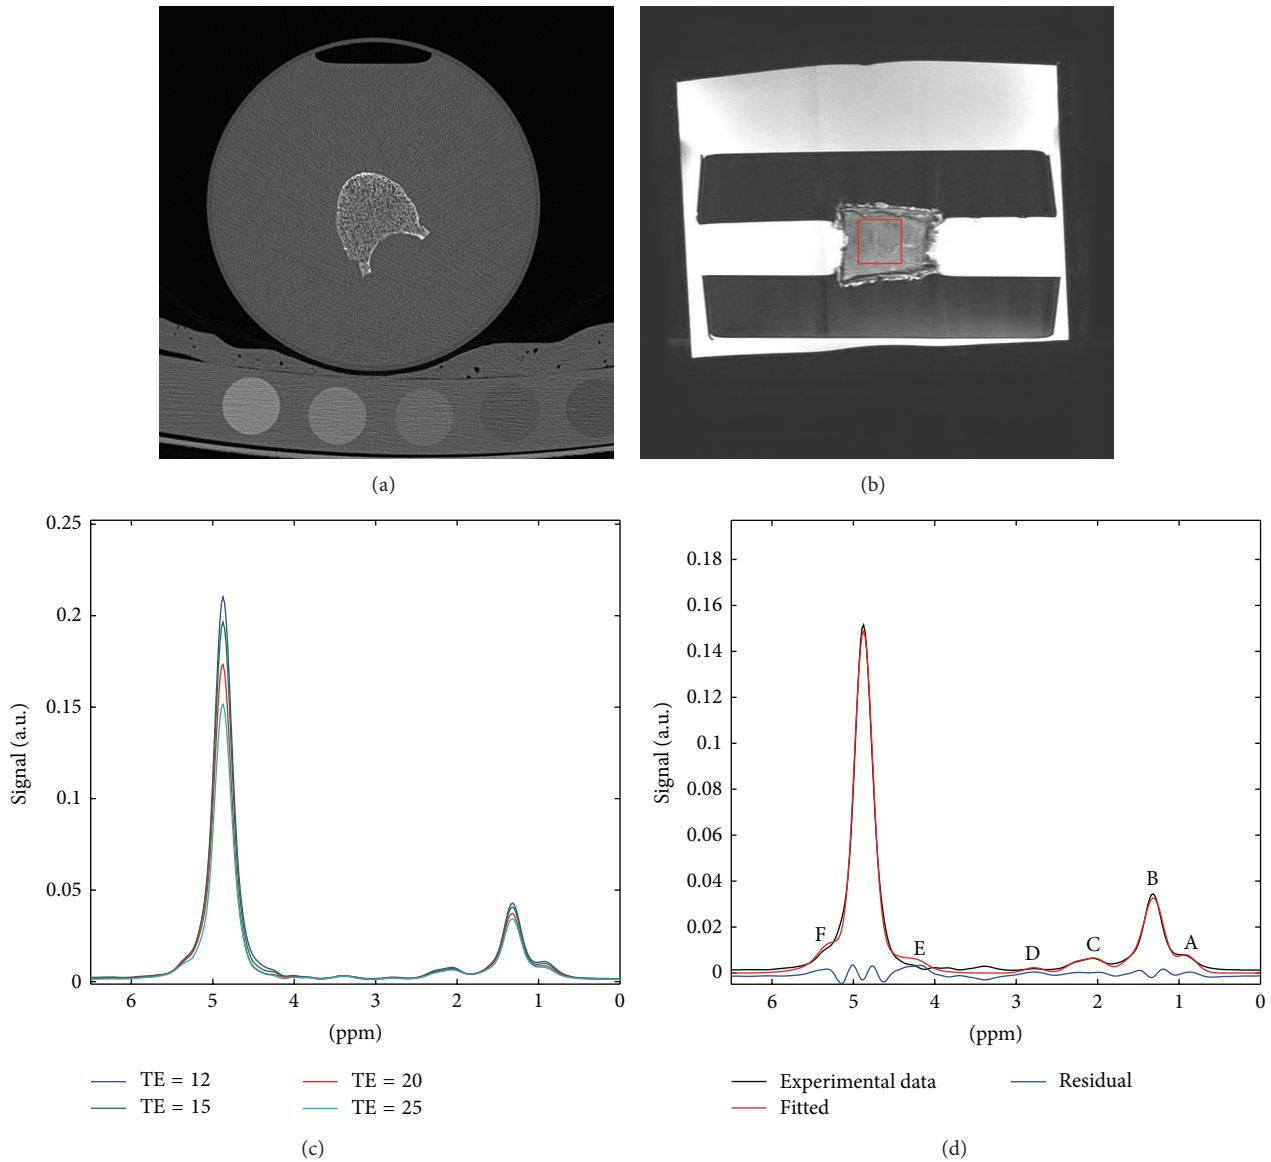 (a)
(b)
0.25
0.2
0.15
0.1
0.05
0
Signal (a.u.)
6 5 4 3 2 1 0
(ppm)
TE = 12
TE = 15
TE = 20
TE = 25
(c)
0.18
0.16
0.14
0.12
0.1
0.08
0.06
0.04
0.02
0
Signal (a.u.)
F E D C B A
6 5 4 3 2 1 0
(ppm)
Experimental data
Fitted
Residual
(d)